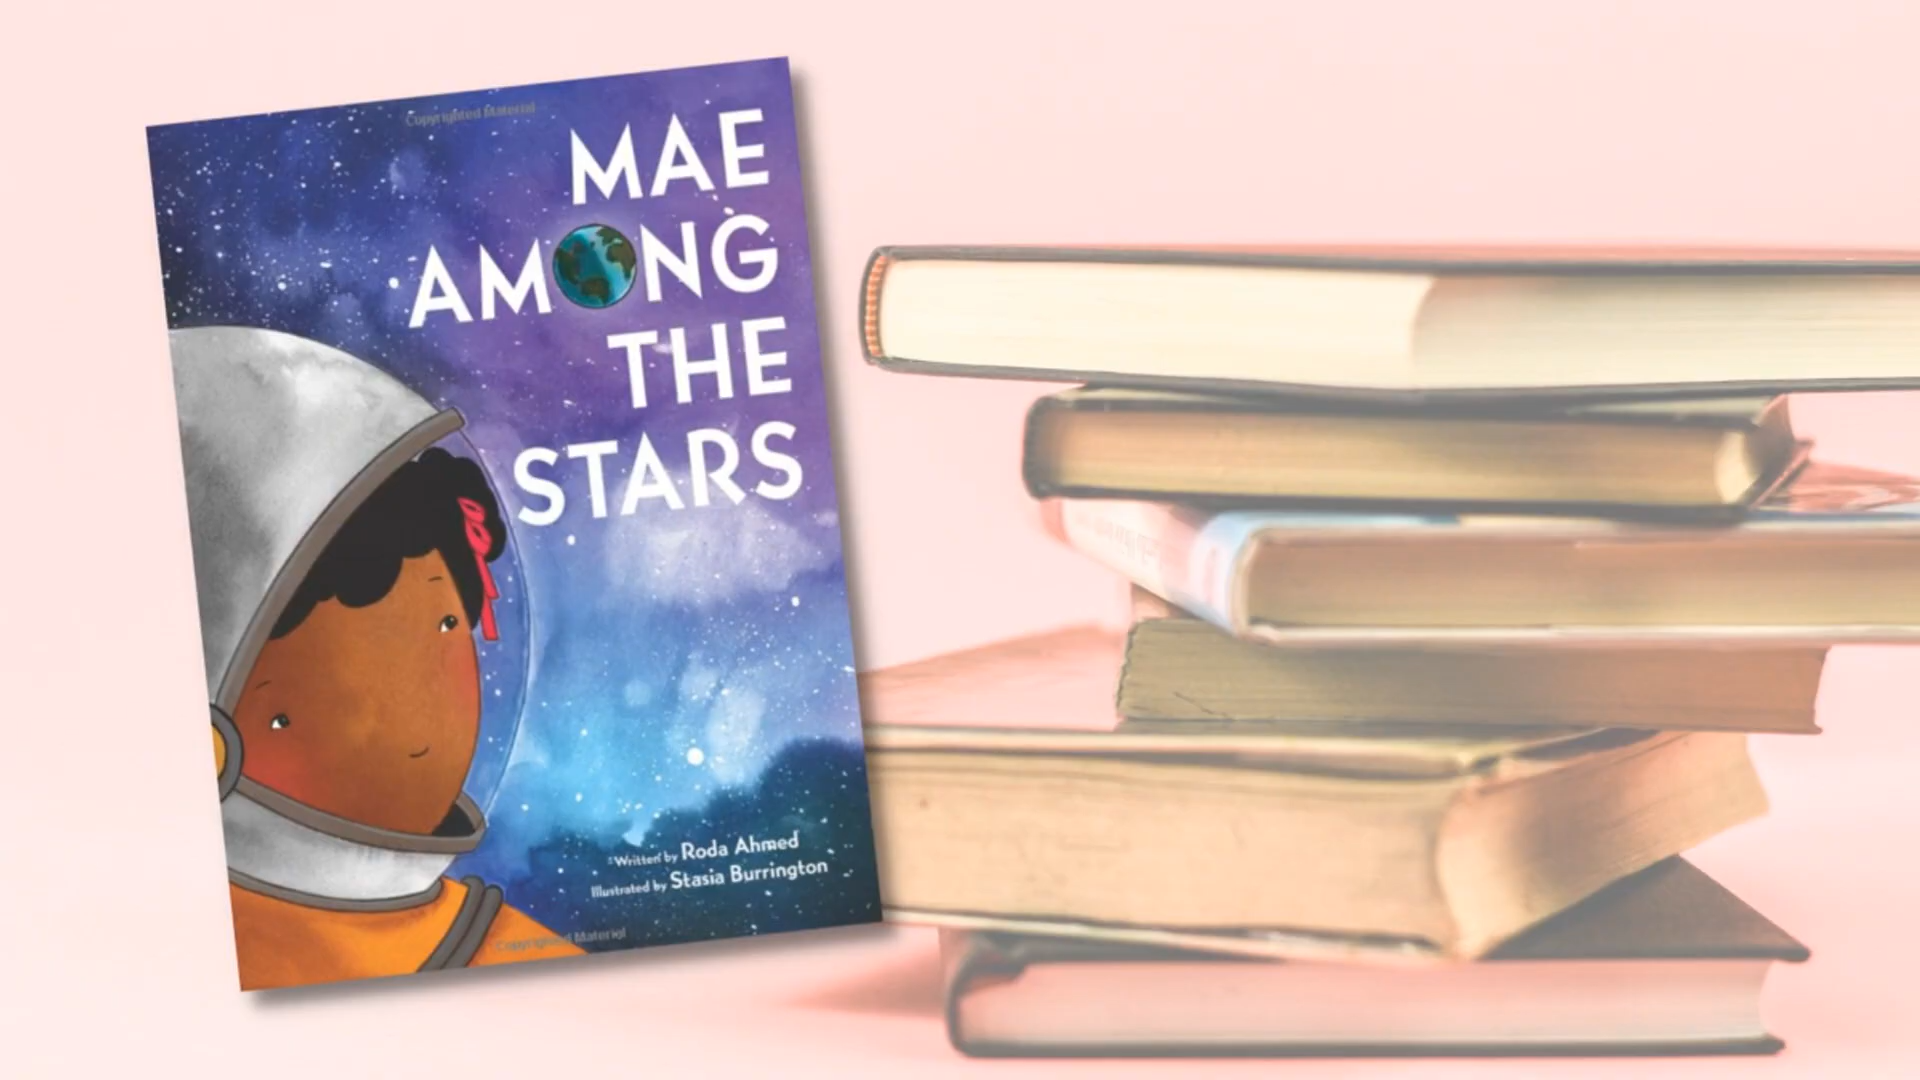 Copyrighted Material
MAE
AMONG
THE
STARS
Written by Roda Ahmed
Illustrated by Stasia Burrington
Copyrighted Material